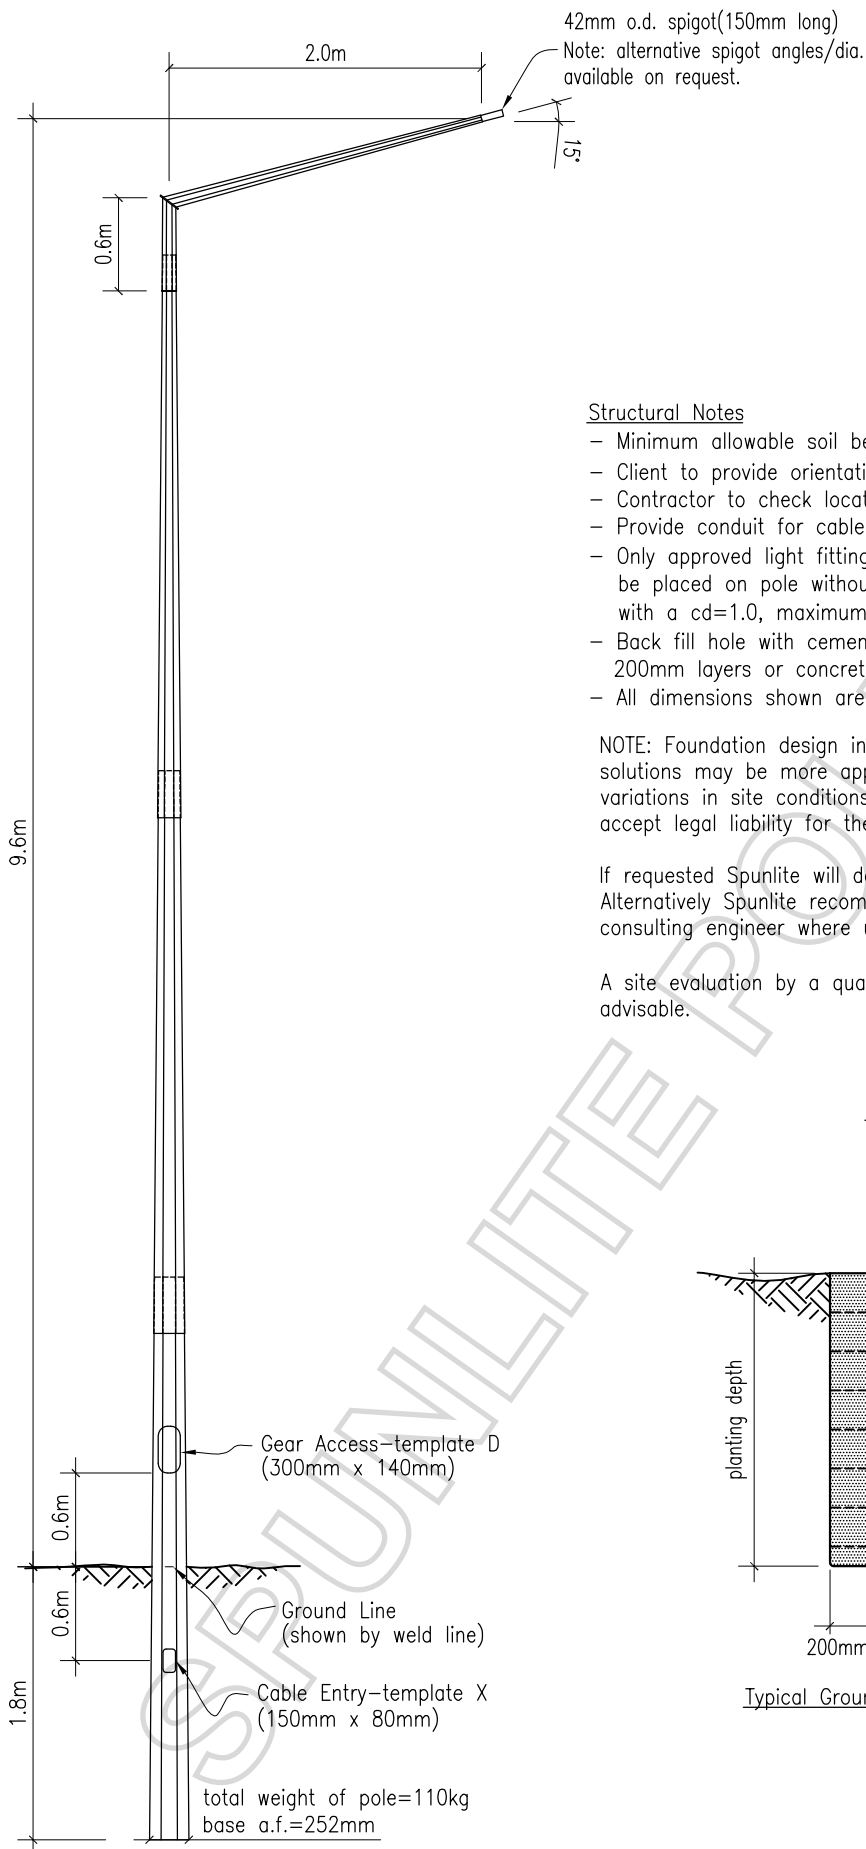 42mm o.d. spigot(150mm long)
Note: alternative spigot angles/dia.
available on request.
2.0m
15°
0.6m
9.6m
Structural Notes
– Minimum allowable soil be
– Client to provide orientati
– Contractor to check locat
– Provide conduit for cable
– Only approved light fitting
be placed on pole withou
with a cd=1.0, maximum
– Back fill hole with cemen
200mm layers or concret
– All dimensions shown are
NOTE: Foundation design in
solutions may be more app
variations in site conditions
accept legal liability for the
If requested Spunlite will de
Alternatively Spunlite recom
consulting engineer where u
A site evaluation by a qua
advisable.
Gear Access–template D
(300mm x 140mm)
0.6m
0.6m
Ground Line
(shown by weld line)
Cable Entry–template X
(150mm x 80mm)
1.8m
total weight of pole=110kg
base a.f.=252mm
planting depth
200mm
Typical Groun
SPUNLITE POL